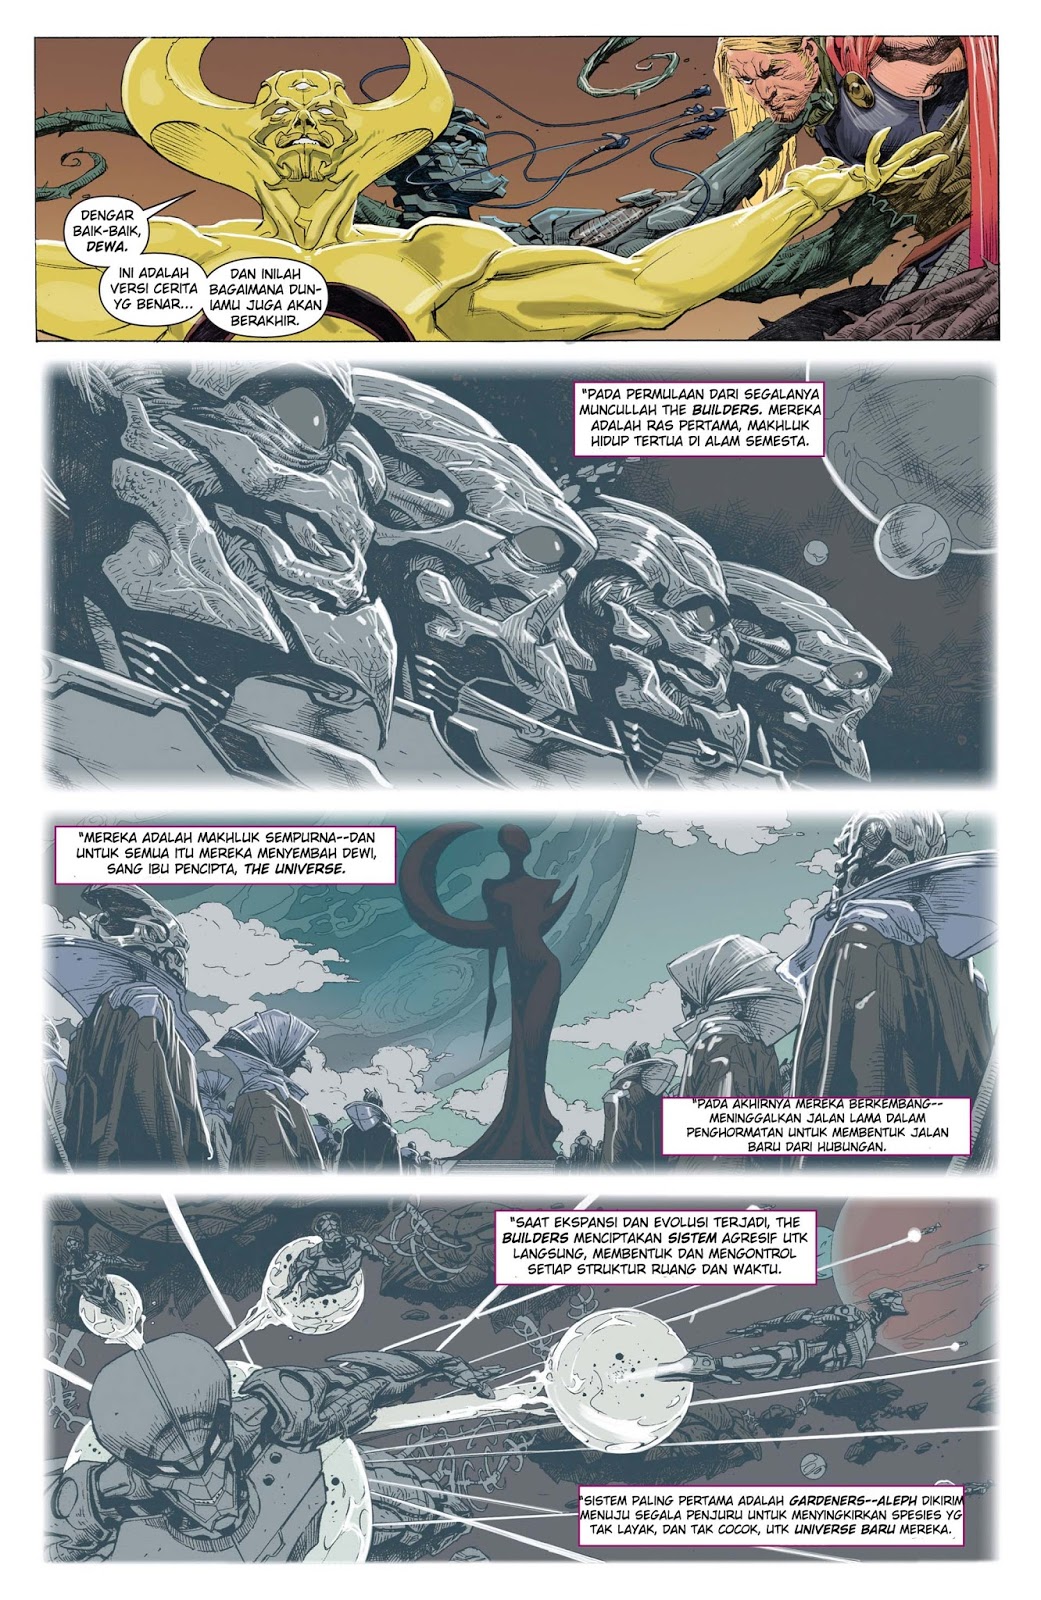 DENGAR
BAIK-BAIK,
DEWA.
INI ADALAH
VERSI CERITA
YG BENAR...
DAN INILAH
BAGAIMANA DUN-
IAMU JUGA AKAN
BERAKHIR.
"PADA PERMULAAN DARI SEGALANYA
MUNCULLAH THE BUILDERS. MEREKA
ADALAH RAS PERTAMA, MAKHLUK
HIDUP TERTUA DI ALAM SEMESTA.
"MEREKA ADALAH MAKHLUK SEMPURNA--DAN
UNTUK SEMUA ITU MEREKA MENYEMBAH DEWI,
SANG IBU PENCIPTA, THE UNIVERSE.
"PADA AKHIRNYA MEREKA BERKEMBANG--
MENINGGALKAN JALAN LAMA DALAM
PENGHORMATAN UNTUK MEMBENTUK JALAN
BARU DARI HUBUNGAN.
"SAAT EKSPANSI DAN EVOLUSI TERJADI, THE
BUILDERS MENCIPTAKAN SISTEM AGRESIF UTK
LANGSUNG, MEMBENTUK DAN MENGONTROL
SETIAP STRUKTUR RUANG DAN WAKTU.
"SISTEM PALING PERTAMA ADALAH GARDENERS--ALEPH DIKIRIM
MENUJU SEGALA PENJURU UNTUK MENYINGKIRKAN SPESIES YG
TAK LAYAK, DAN TAK COCOK, UTK UNIVERSE BARU MEREKA.